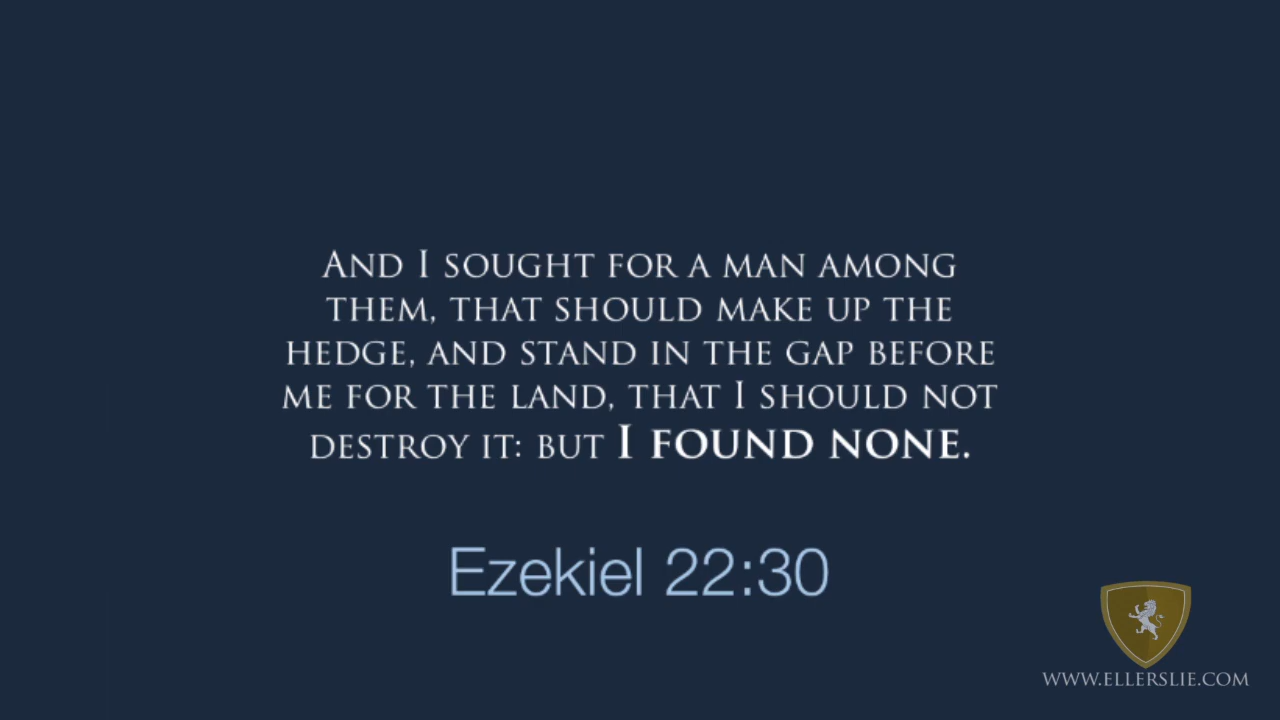 And I sought for a man among
them, that should make up the
hedge, and stand in the gap before
me for the land, that I should not
destroy it: but I found none.
Ezekiel 22:30
www.ellerslie.com